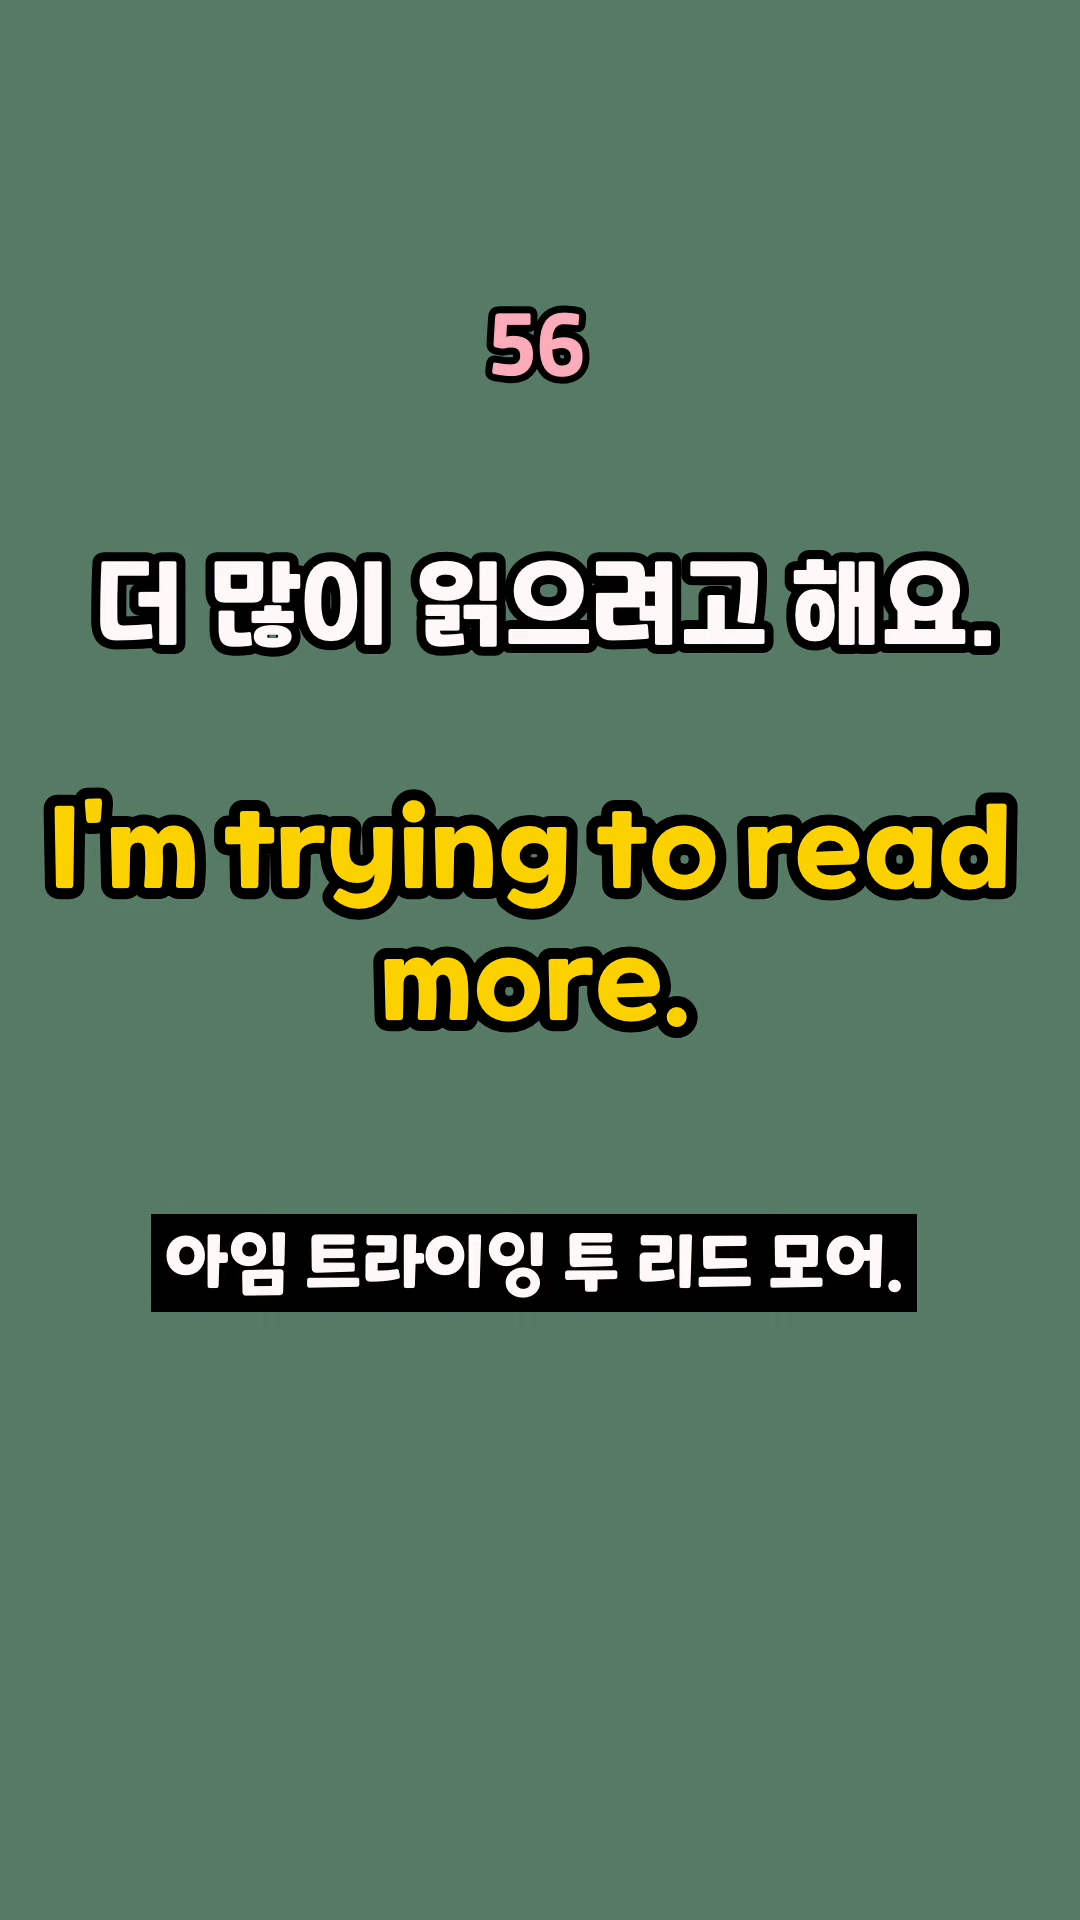 56
더 많이 읽으려고 해요.
I'm trying to read
more.
아임 트라이잉 투 리드 모어.